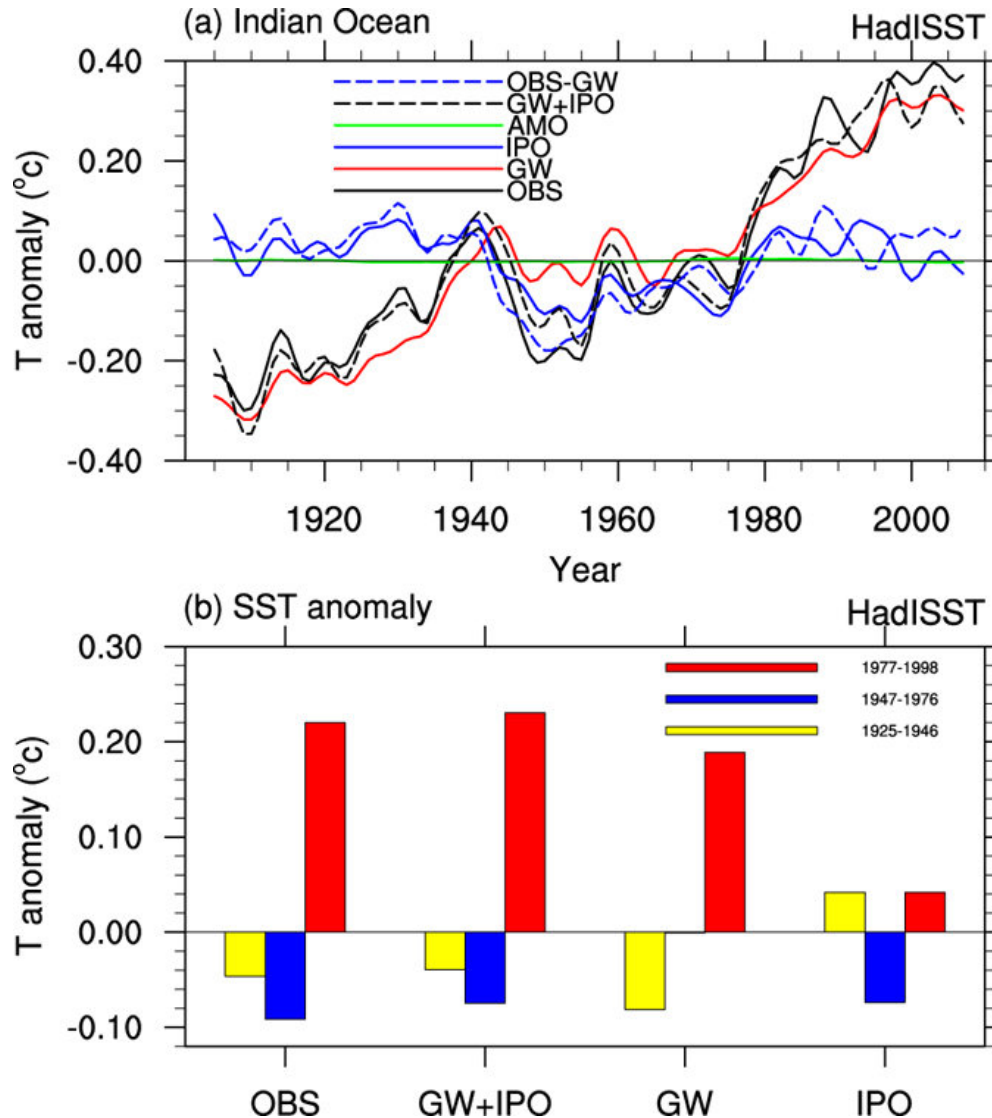 (a) Indian Ocean HadISST
0.40
0.20
0.00
-0.20
-0.40
T anomaly (°c)
OBS-GW
GW+IPO
AMO
IPO
GW
OBS
1920 1940 1960 1980 2000
Year
(b) SST anomaly HadISST
0.30
0.20
0.10
0.00
-0.10
T anomaly (°c)
1977-1998
1947-1976
1925-1946
OBS GW+IPO GW IPO